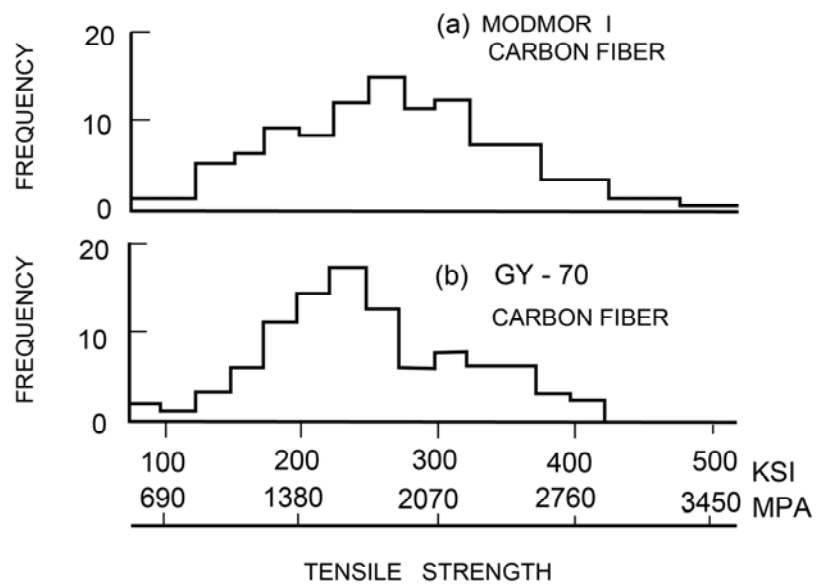 (a) MODMOR I
CARBON FIBER
FREQUENCY
20
10
0
(b) GY - 70
CARBON FIBER
FREQUENCY
20
10
0
100 200 300 400 500 KSI
690 1380 2070 2760 3450 MPA
TENSILE STRENGTH